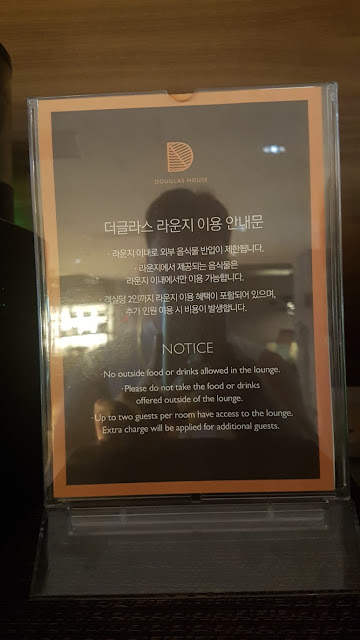 D
DOUGLAS HOUSE
더글라스 라운지 이용 안내문
· 라운지 이내로 외부 음식물 반입이 제한됩니다.
· 라운지에서 제공되는 음식물은
라운지 이내에서만 이용 가능합니다.
· 객실당 2인까지 라운지 이용 혜택이 포함되어 있으며,
추가 인원 이용 시 비용이 발생합니다.
NOTICE
· No outside food or drinks allowed in the lounge.
· Please do not take the food or drinks
offered outside of the lounge.
· Up to two guests per room have access to the lounge.
Extra charge will be applied for additional guests.